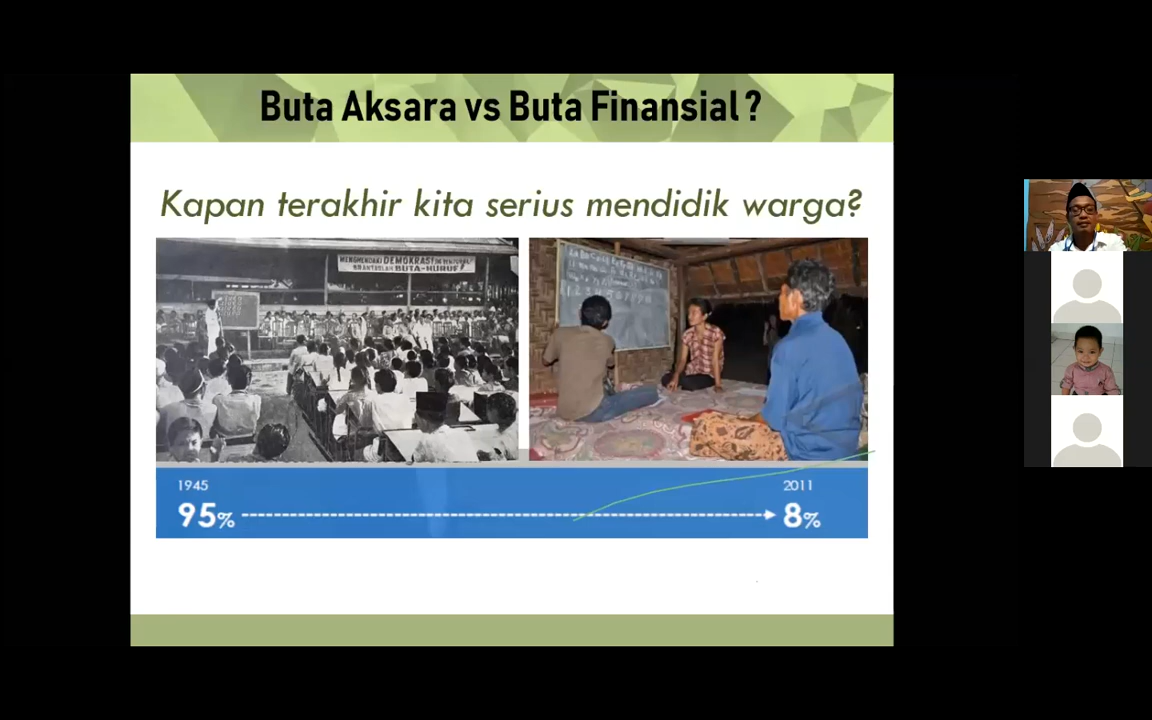 Buta Aksara vs Buta Finansial?
Kapan terakhir kita serius mendidik warga?
MENGHENDAKI DEMOKRASI
BRANTASLAH BUTA-HURUF!
1945
2011
95%
8%